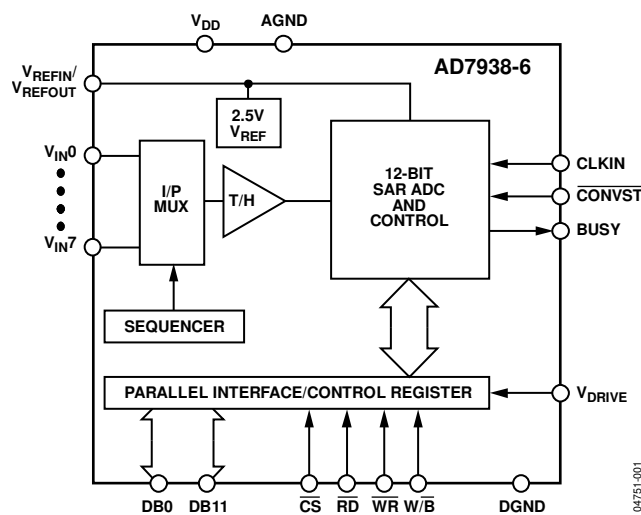 VDD
AGND
AD7938-6
VREFIN/
VREFOUT
2.5V
VREF
VIN0
VIN7
I/P
MUX
T/H
12-BIT
SAR ADC
AND
CONTROL
CLKIN
CONVST
BUSY
SEQUENCER
PARALLEL INTERFACE/CONTROL REGISTER
VDRIVE
DB0
DB11
CS
RD
WR
W/B
DGND
04751-001